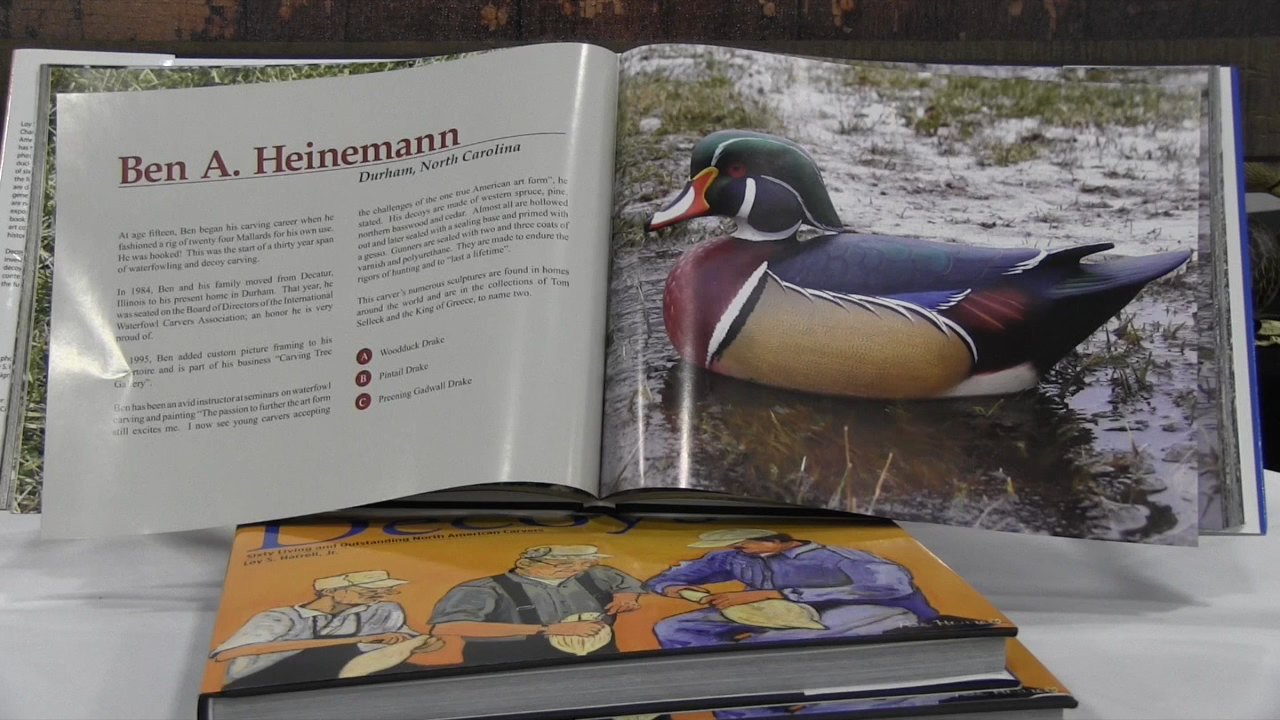 Ben A. Heinemann
Durham, North Carolina
At age fifteen, Ben began his carving career when he
fashioned a rig of twenty four Mallards for his own use.
He was hooked! This was the start of a thirty year span
of waterfowling and decoy carving.
In 1984, Ben and his family moved from Decatur,
Illinois to his present home in Durham. That year, he
was seated on the Board of Directors of the International
Waterfowl Carvers Association; an honor he is very
proud of.
1995, Ben added custom picture framing to his
and is part of his business "Carving Tree
Gallery".
Ben has been an avid instructor at seminars on waterfowl
carving and painting "The passion to further the art form
still excites me. I now see young carvers accepting
the challenges of the one true American art form", he
stated. His decoys are made of western spruce, pine,
northern basswood and cedar. Almost all are hollowed
out and later sealed with a sealing base and primed with
a gesso. Gunners are sealed with two and three coats of
varnish and polyurethane. They are made to endure the
rigors of hunting and to "last a lifetime".
This carver's numerous sculptures are found in homes
around the world and are in the collections of Tom
Selleck and the King of Greece, to name two.
A Woodduck Drake
B Pintail Drake
C Preening Gadwall Drake
Decoys
Sixty Living and Outstanding North American Carvers
Loy S. Harrell, Jr.